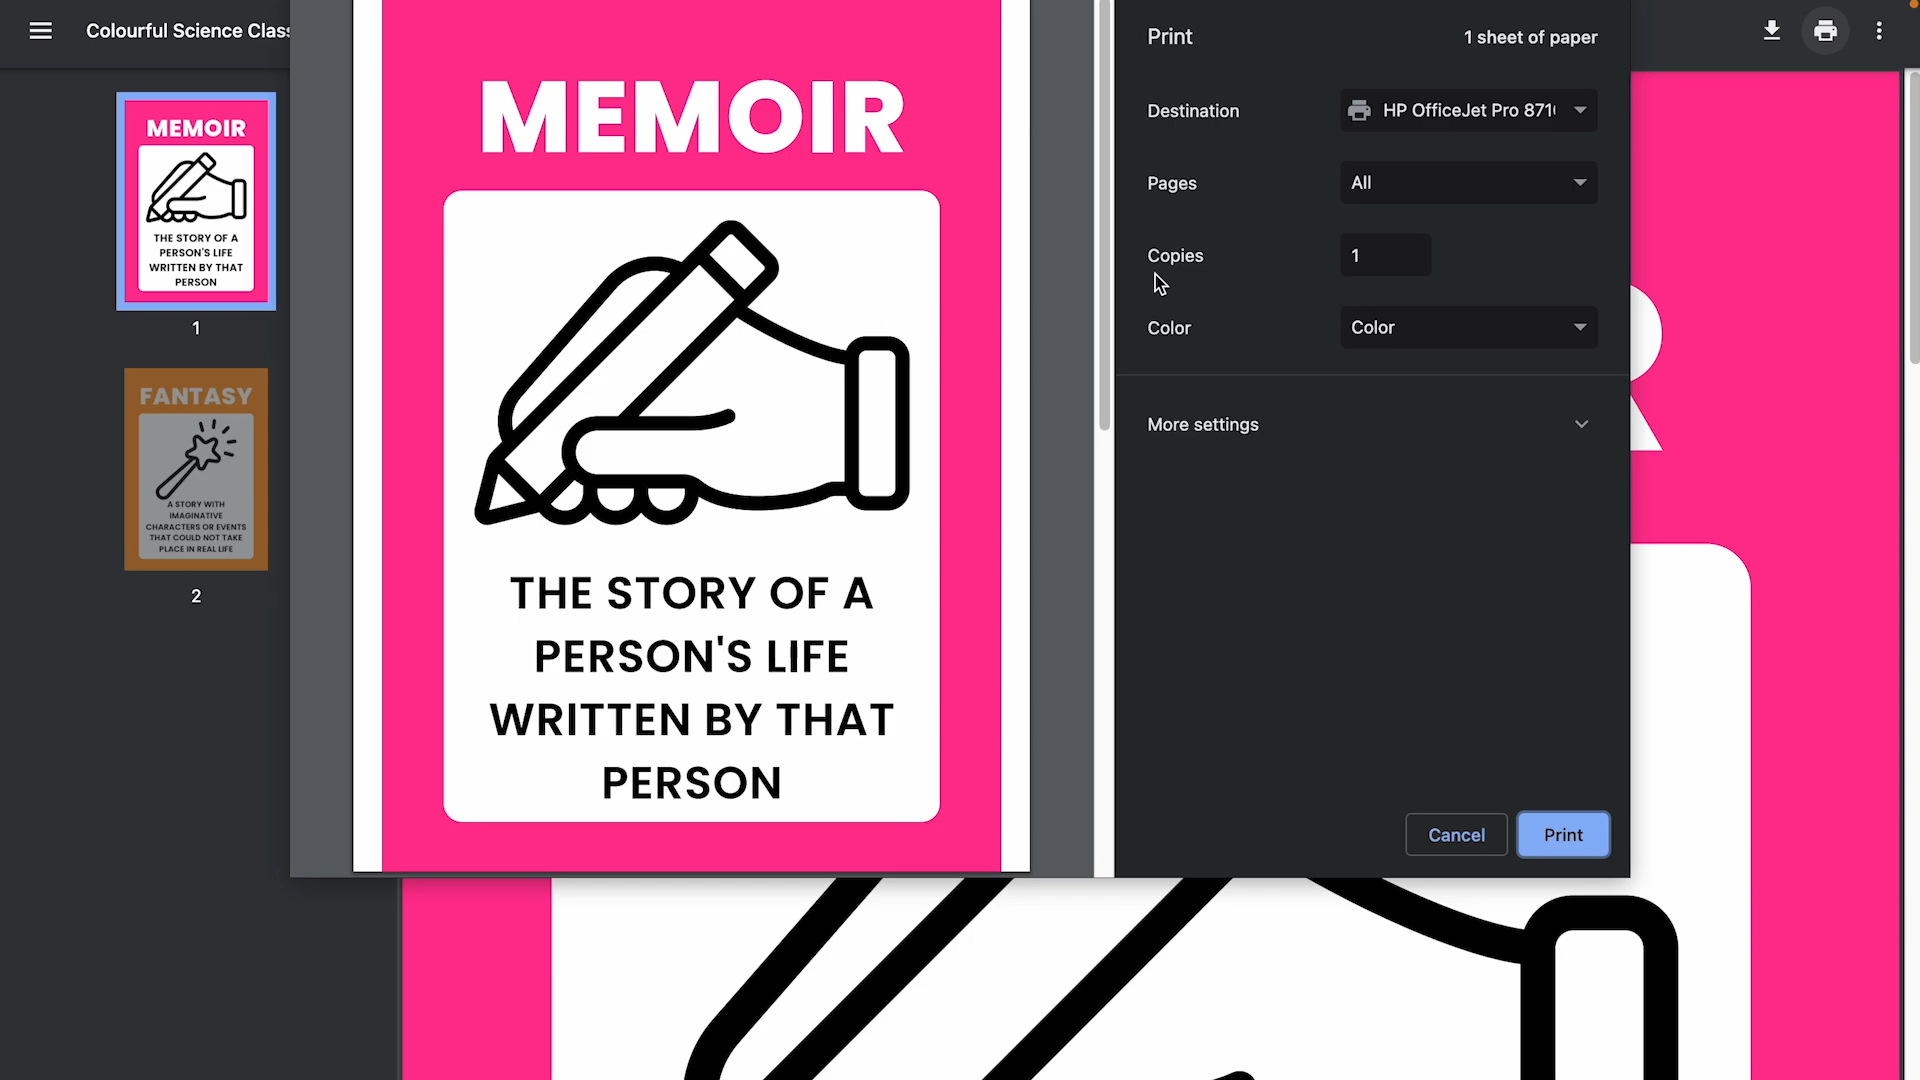 Colourful Science Clas
MEMOIR
THE STORY OF A
PERSON'S LIFE
WRITTEN BY THAT
PERSON
1
FANTASY
A STORY WITH
IMAGINATIVE
CHARACTERS OR EVENTS
THAT COULD NOT TAKE
PLACE IN REAL LIFE
2
MEMOIR
THE STORY OF A
PERSON'S LIFE
WRITTEN BY THAT
PERSON
Print
1 sheet of paper
Destination
HP OfficeJet Pro 871
Pages
All
Copies
1
Color
Color
More settings
Cancel
Print
R